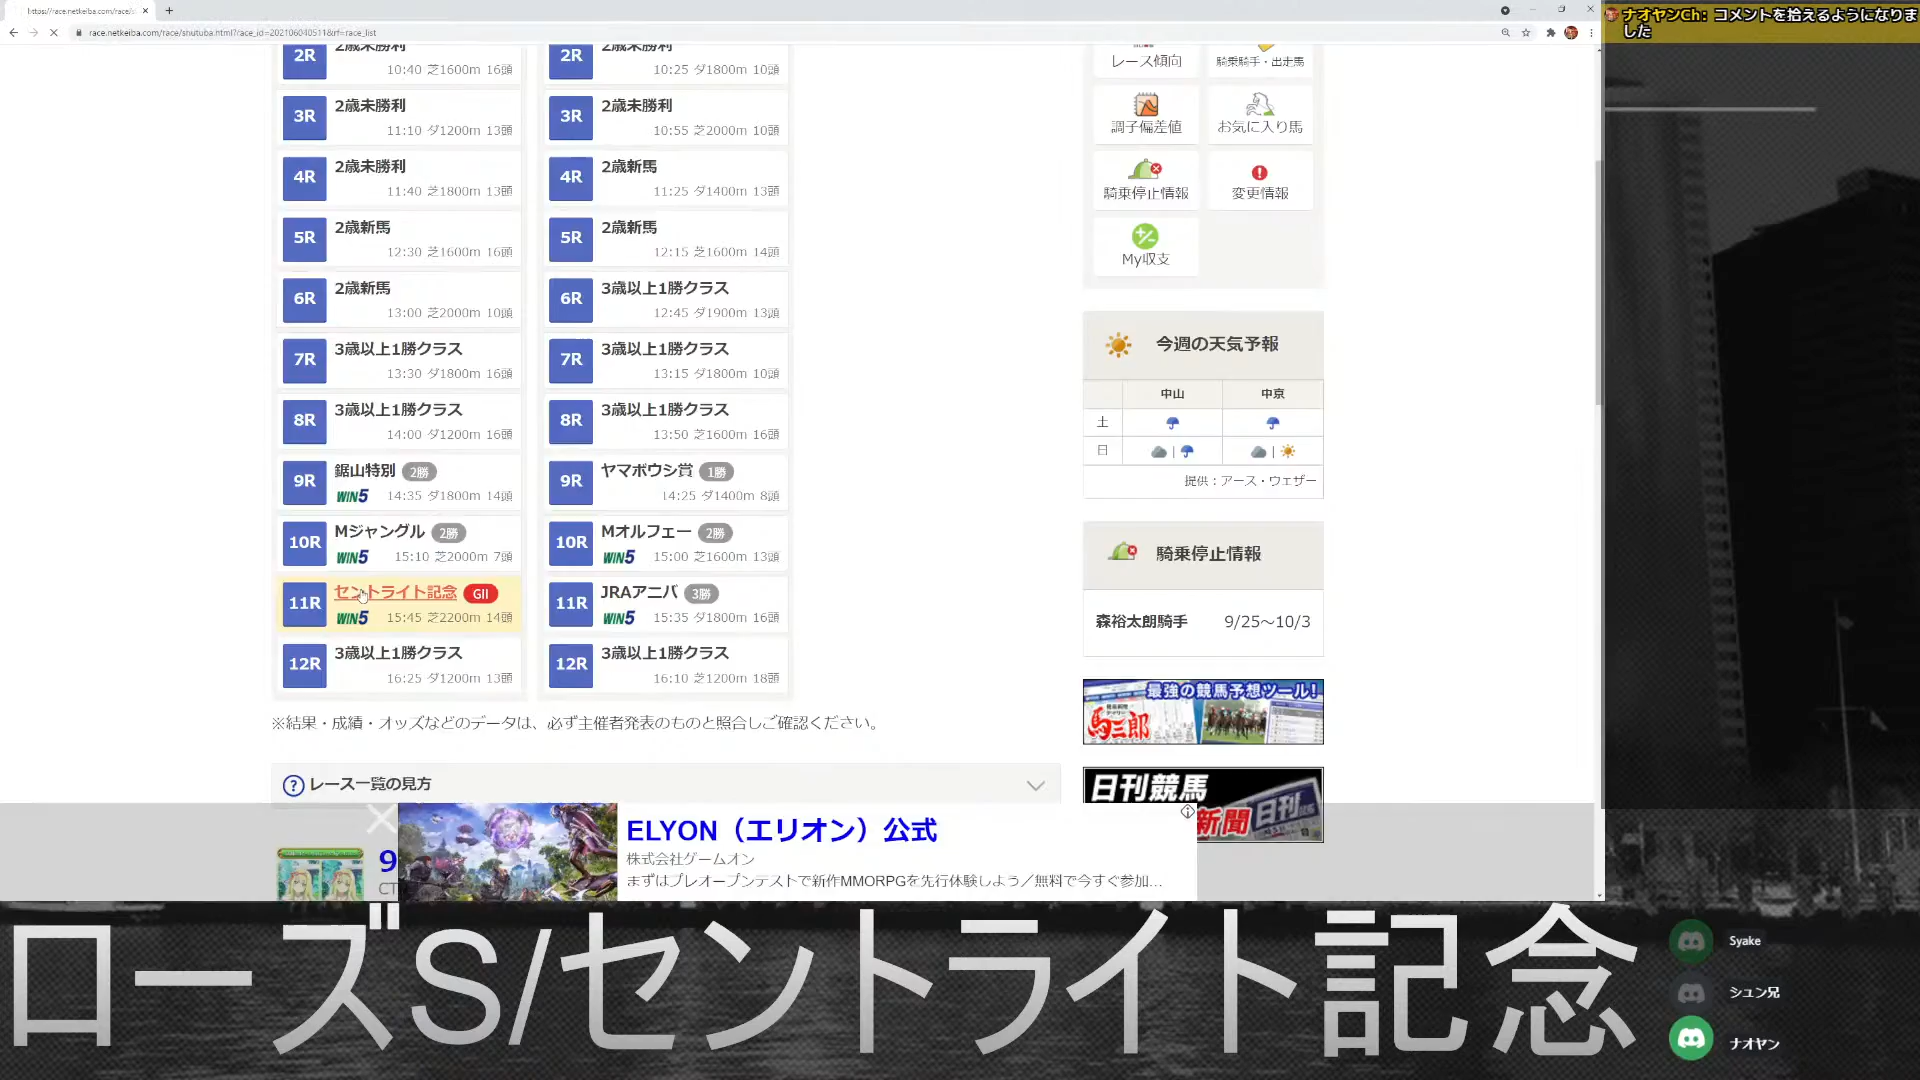 https://race.netkeiba.com/race/s
race.netkeiba.com/race/shutuba.html?race_id=202106040511&rf=race_list
2R
2歳未勝利
10:40 芝1600m 16頭
3R
2歳未勝利
11:10 ダ1200m 13頭
4R
2歳未勝利
11:40 芝1800m 13頭
5R
2歳新馬
12:30 芝1600m 16頭
6R
2歳新馬
13:00 芝2000m 10頭
7R
3歳以上1勝クラス
13:30 ダ1800m 16頭
8R
3歳以上1勝クラス
14:00 ダ1200m 16頭
9R
鋸山特別 2勝
WIN5 14:35 ダ1800m 14頭
10R
Mジャングル 2勝
WIN5 15:10 芝2000m 7頭
11R
セントライト記念 GII
WIN5 15:45 芝2200m 14頭
12R
3歳以上1勝クラス
16:25 ダ1200m 13頭
2R
2歳未勝利
10:25 ダ1800m 10頭
3R
2歳未勝利
10:55 芝2000m 10頭
4R
2歳新馬
11:25 ダ1400m 13頭
5R
2歳新馬
12:15 芝1600m 14頭
6R
3歳以上1勝クラス
12:45 ダ1900m 13頭
7R
3歳以上1勝クラス
13:15 ダ1800m 10頭
8R
3歳以上1勝クラス
13:50 芝1600m 16頭
9R
ヤマボウシ賞 1勝
14:25 ダ1400m 8頭
10R
Mオルフェー 2勝
WIN5 15:00 芝1600m 13頭
11R
JRAアニバ 3勝
WIN5 15:35 ダ1800m 16頭
12R
3歳以上1勝クラス
16:10 芝1200m 18頭
※結果・成績・オッズなどのデータは、必ず主催者発表のものと照合しご確認ください。
? レース一覧の見方
レース傾向
騎乗騎手・出走馬
調子偏差値
お気に入り馬
騎乗停止情報
変更情報
My収支
今週の天気予報
中山 中京
土
日
提供：アース・ウェザー
騎乗停止情報
森裕太朗騎手 9/25～10/3
最強の競馬予想ツール!
馬三郎
日刊競馬
新聞 日刊
9
CT
ELYON（エリオン）公式
株式会社ゲームオン
まずはプレオープンテストで新作MMORPGを先行体験しよう／無料で今すぐ参加...
ナオヤンCh: コメントを拾えるようになりま
した
ローズS/セントライト記念
Syake
シュン兄
ナオヤン